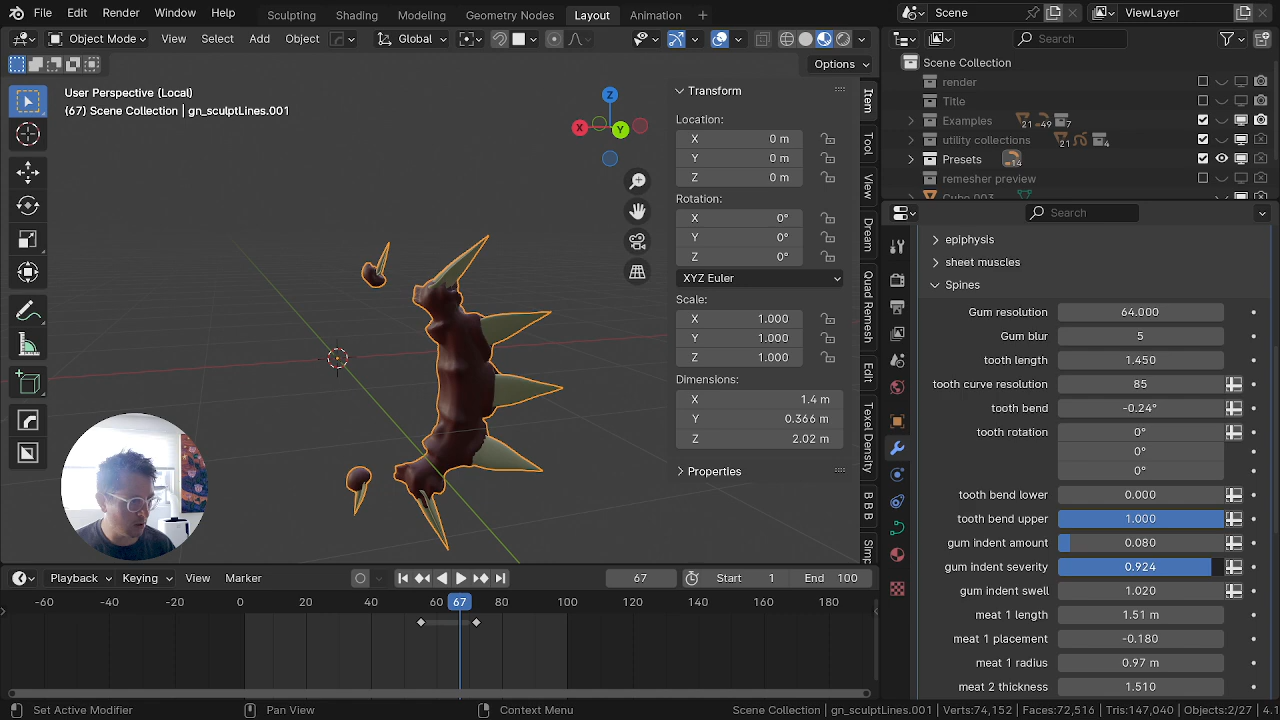 File Edit Render Window Help Sculpting Shading Modeling Geometry Nodes Layout Animation + Scene ViewLayer
Object Mode View Select Add Object Global Search
Options
User Perspective (Local)
(67) Scene Collection | gn_sculptLines.001
Z
X
Y
Transform
Location:
X 0 m
Y 0 m
Z 0 m
Rotation:
X 0°
Y 0°
Z 0°
XYZ Euler
Scale:
X 1.000
Y 1.000
Z 1.000
Dimensions:
X 1.4 m
Y 0.366 m
Z 2.02 m
Properties
Item
Tool
View
Dream
Quad Remesh
Edit
Texel Density
B B B
Simp
Scene Collection
render
Title
Examples 21 49 7
utility collections 21 4
Presets 14
remesher preview
Cube.003
Search
epiphysis
sheet muscles
Spines
Gum resolution 64.000
Gum blur 5
tooth length 1.450
tooth curve resolution 85
tooth bend -0.24°
tooth rotation 0°
0°
0°
tooth bend lower 0.000
tooth bend upper 1.000
gum indent amount 0.080
gum indent severity 0.924
gum indent swell 1.020
meat 1 length 1.51 m
meat 1 placement -0.180
meat 1 radius 0.97 m
meat 2 thickness 1.510
Playback Keying View Marker 67 Start 1 End 100
-60 -40 -20 0 20 40 60 67 80 100 120 140 160 180
Set Active Modifier Pan View Context Menu Scene Collection | gn_sculptLines.001 | Verts:74,152 | Faces:72,516 | Tris:147,040 | Objects:2/27 | 4.1